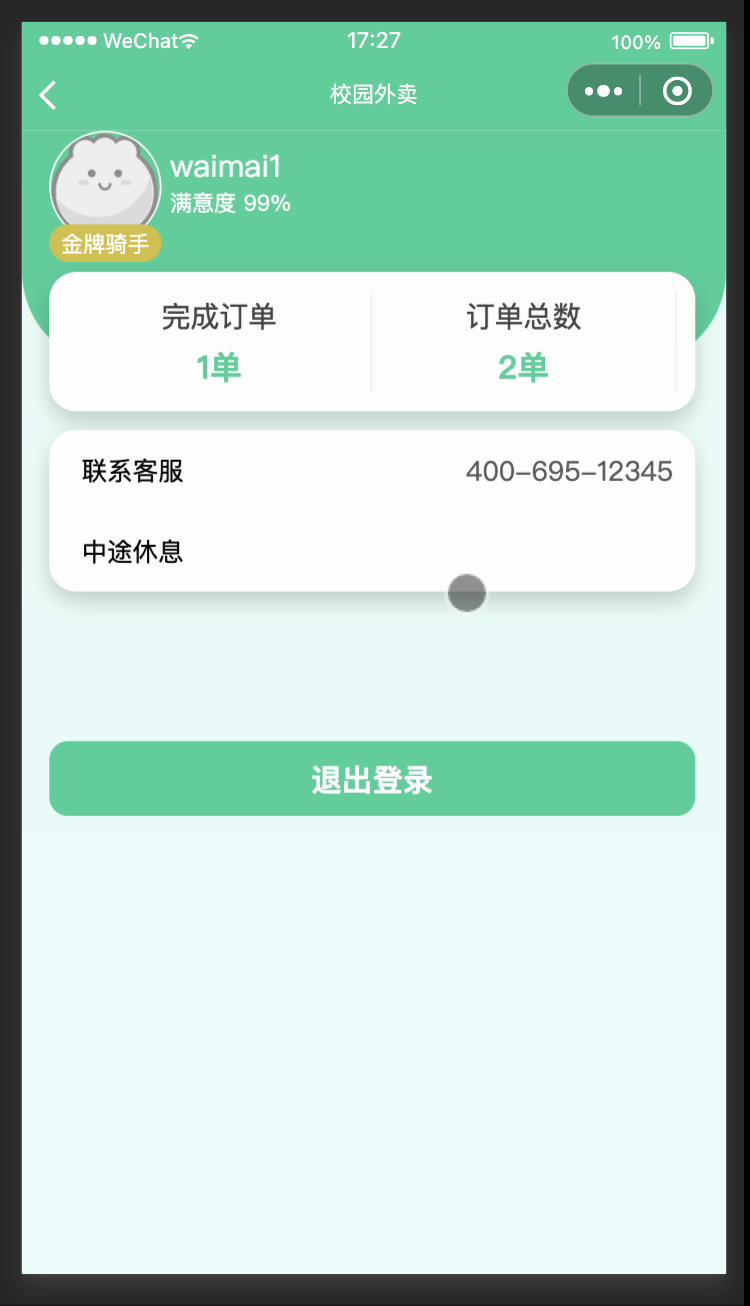 WeChat
17:27
100%
校园外卖
waimai1
满意度 99%
金牌骑手
完成订单
订单总数
1单
2单
联系客服
400-695-12345
中途休息
退出登录